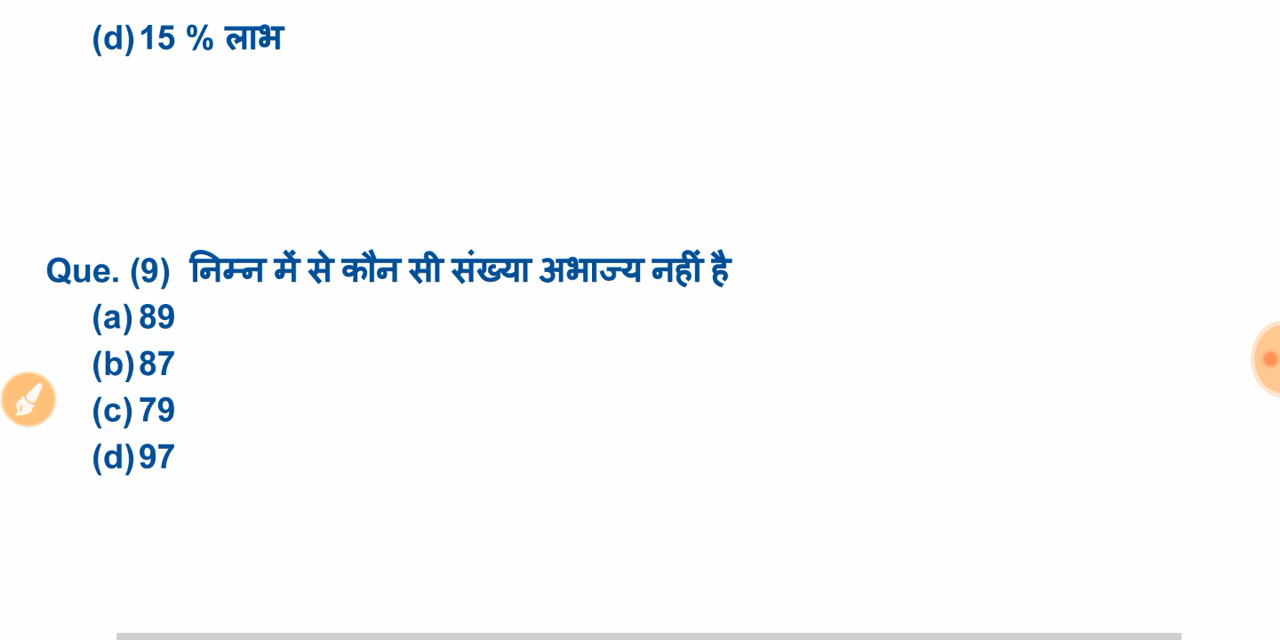 (d) 15 % लाभ
Que. (9) निम्न में से कौन सी संख्या अभाज्य नहीं है
(a) 89
(b) 87
(c) 79
(d) 97